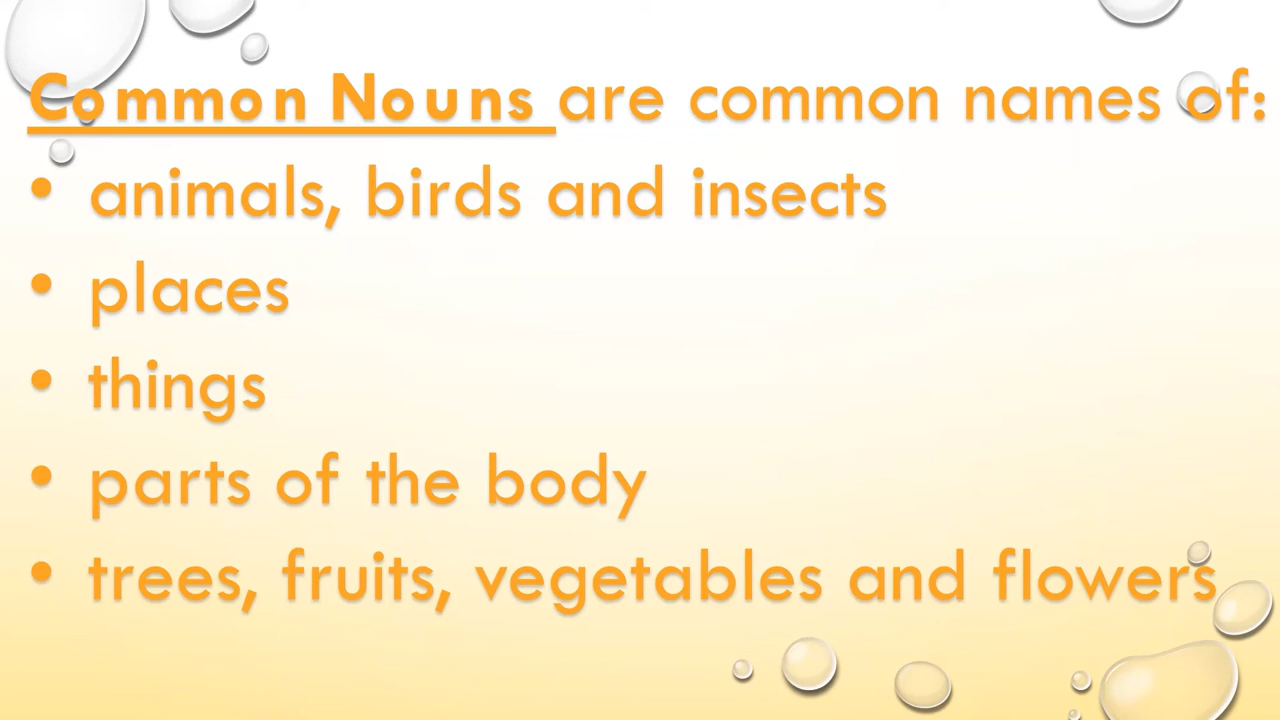 Common Nouns are common names of:
• animals, birds and insects
• places
• things
• parts of the body
• trees, fruits, vegetables and flowers